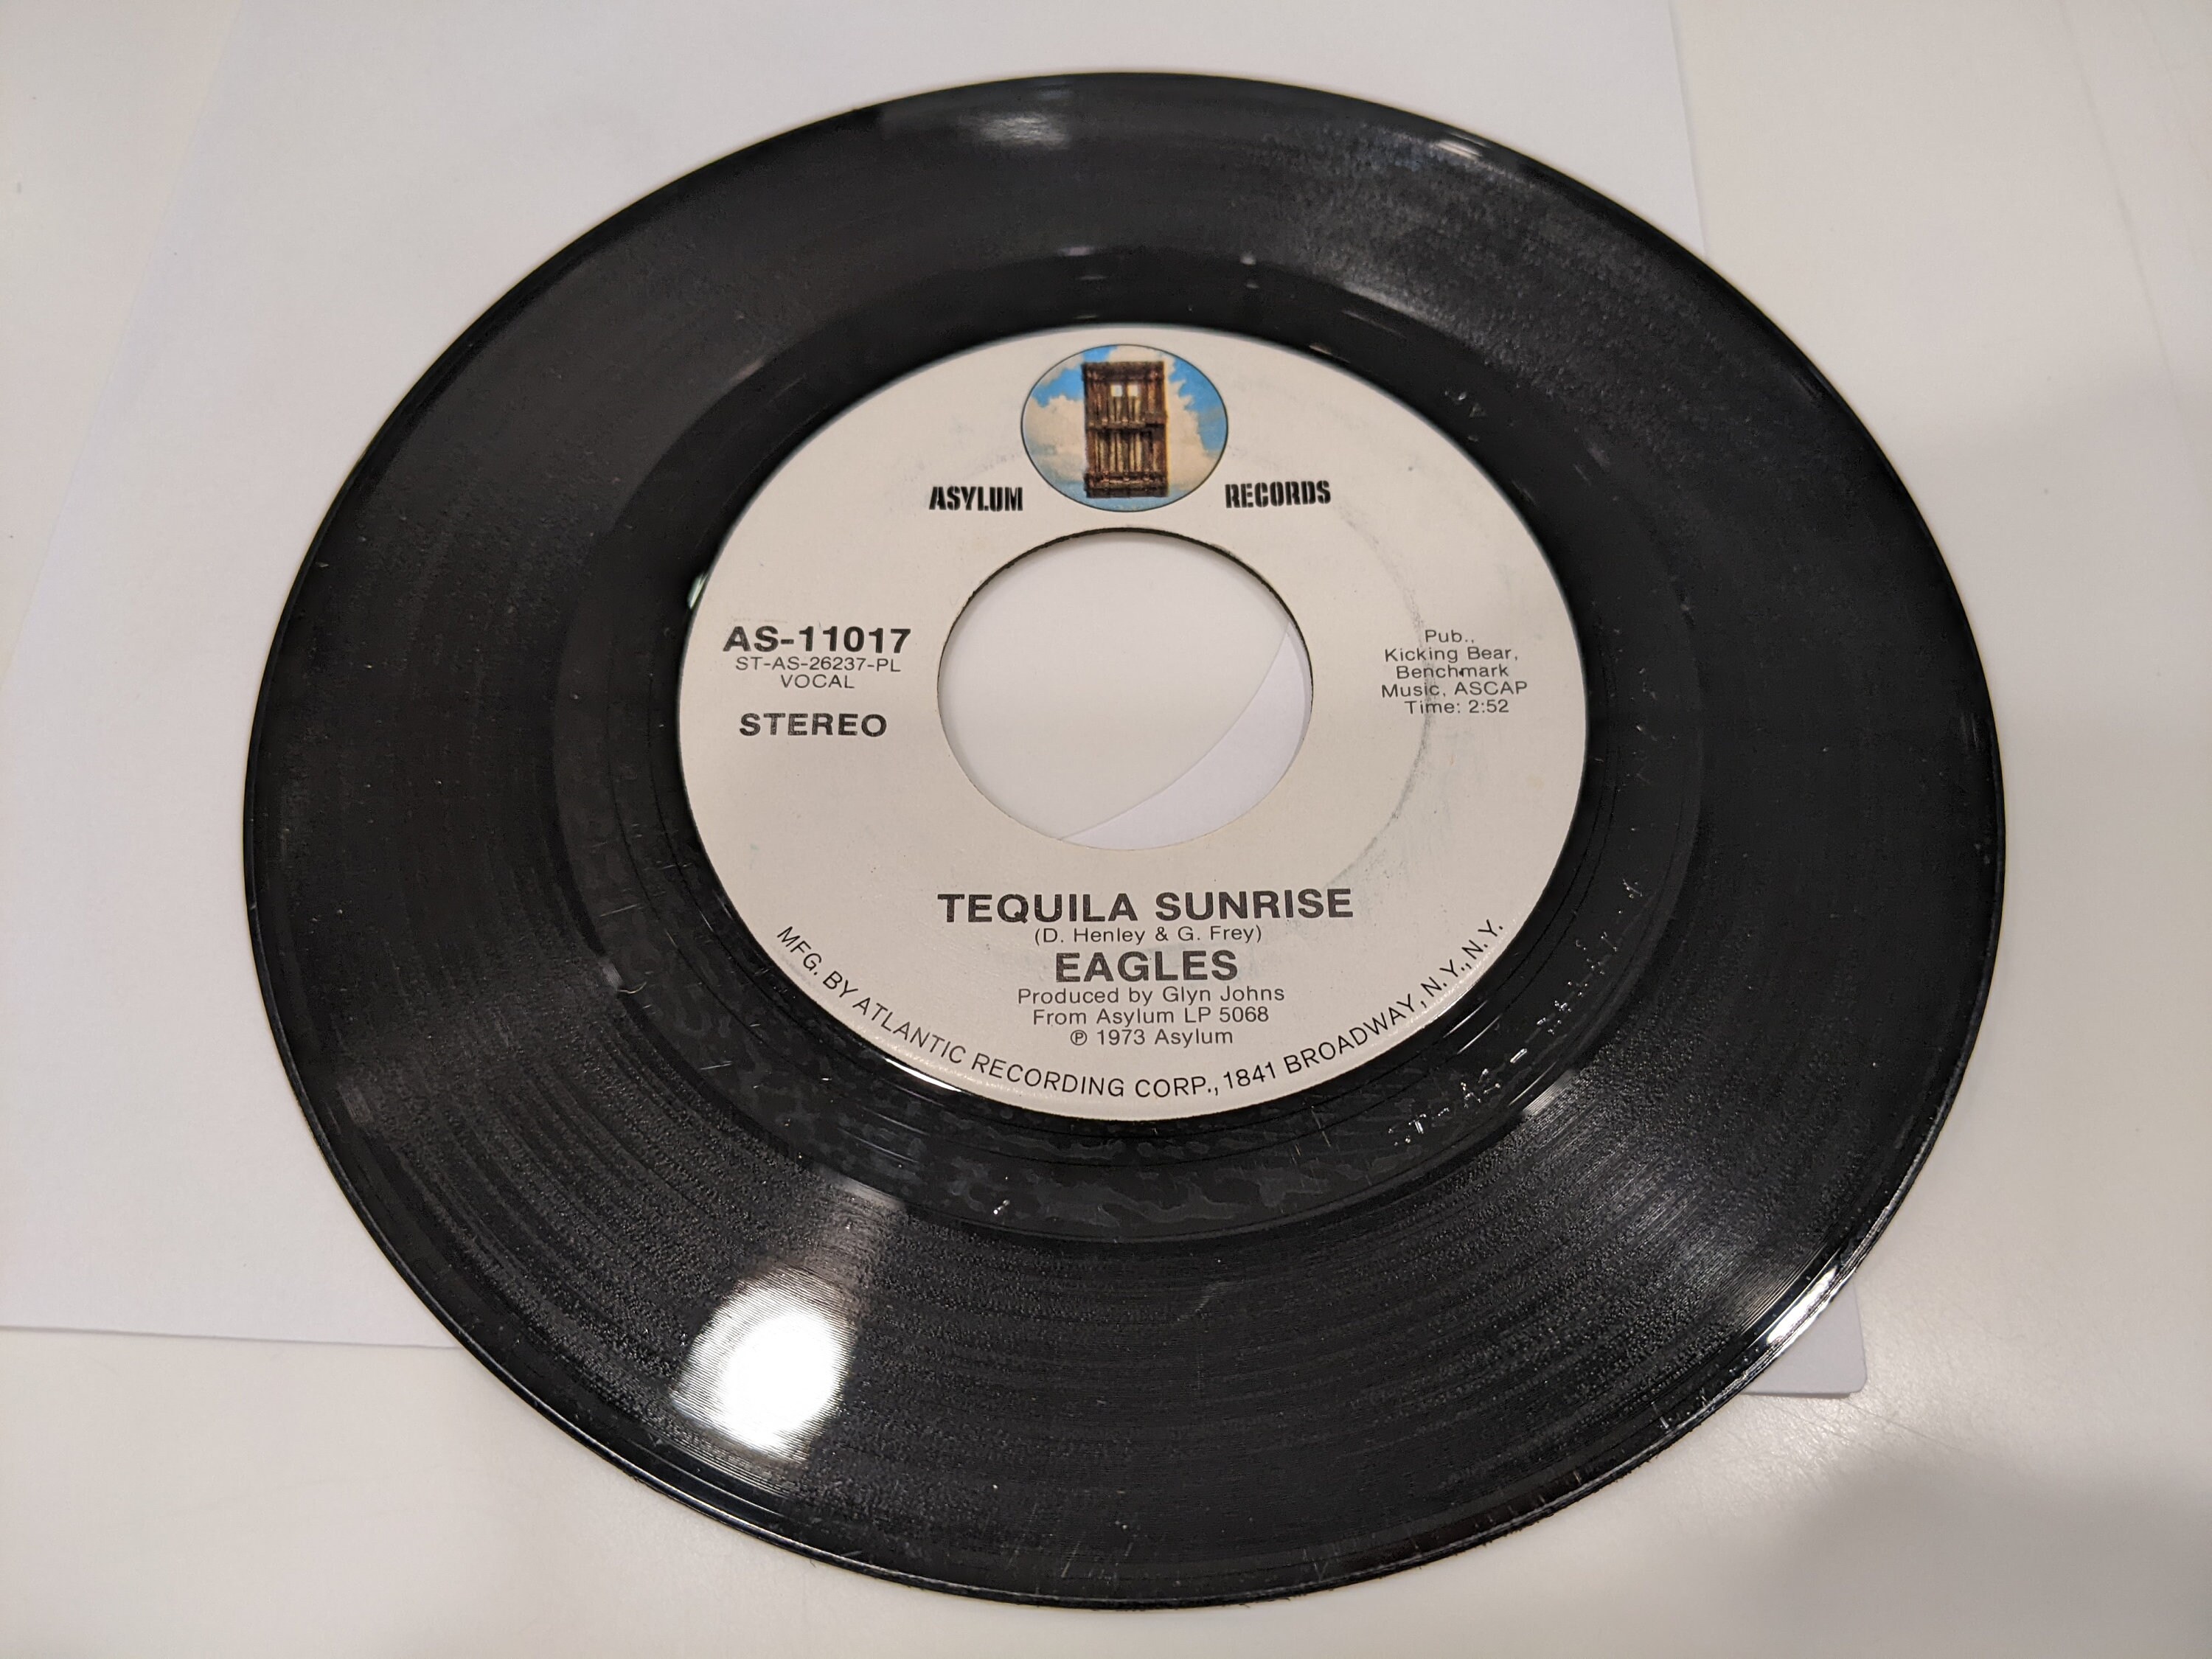 ASYLUM RECORDS
AS-11017
ST-AS-26237-PL
VOCAL
STEREO
Pub.,
Kicking Bear,
Benchmark
Music, ASCAP
Time: 2:52
TEQUILA SUNRISE
(D. Henley & G. Frey)
EAGLES
Produced by Glyn Johns
From Asylum LP 5068
℗ 1973 Asylum
MFG. BY ATLANTIC RECORDING CORP., 1841 BROADWAY, N.Y., N.Y.